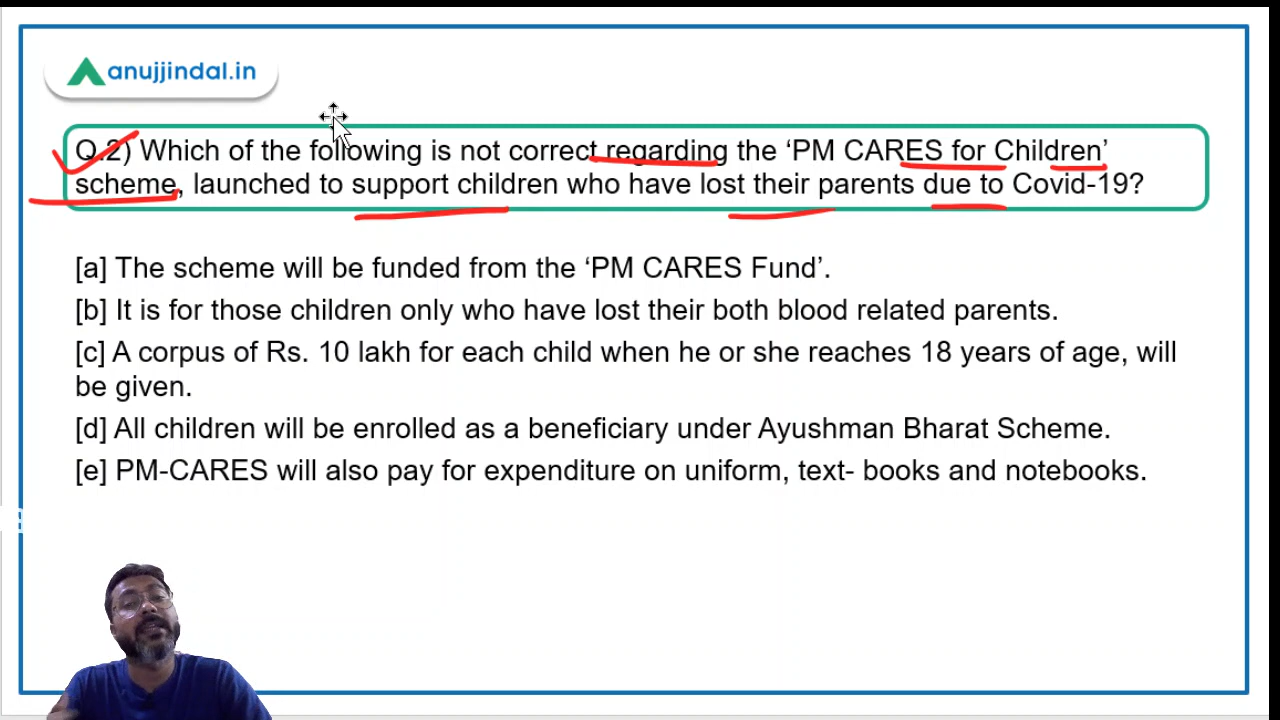 anujjindal.in
Q.2) Which of the following is not correct regarding the ‘PM CARES for Children’
scheme, launched to support children who have lost their parents due to Covid-19?
[a] The scheme will be funded from the ‘PM CARES Fund’.
[b] It is for those children only who have lost their both blood related parents.
[c] A corpus of Rs. 10 lakh for each child when he or she reaches 18 years of age, will
be given.
[d] All children will be enrolled as a beneficiary under Ayushman Bharat Scheme.
[e] PM-CARES will also pay for expenditure on uniform, text- books and notebooks.